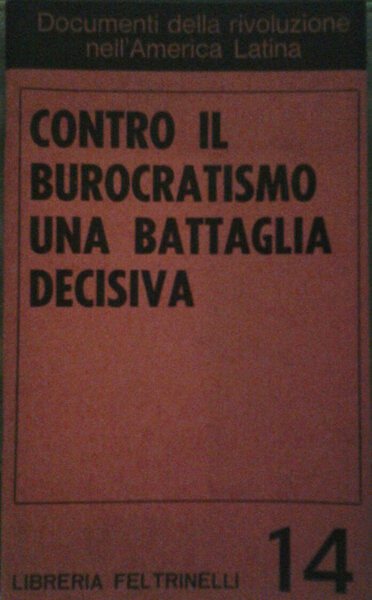 Documenti della rivoluzione
nell'America Latina
CONTRO IL
BUROCRATISMO
UNA BATTAGLIA
DECISIVA
LIBRERIA FELTRINELLI
14